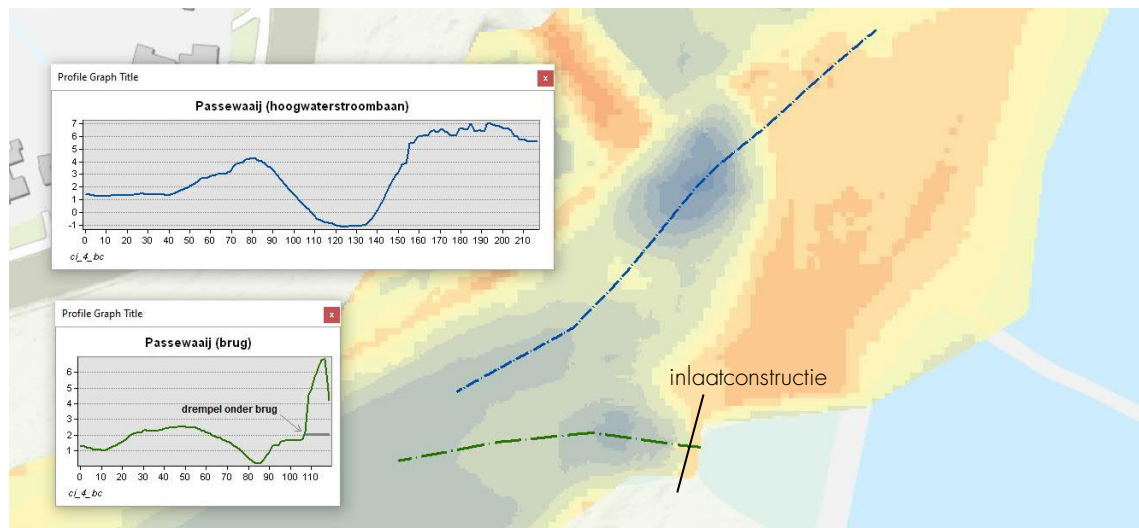 Profile Graph Title
x
Passewaaij (hoogwaterstroombaan)
7
6
5
4
3
2
1
0
-1
0 10 20 30 40 50 60 70 80 90 100 110 120 130 140 150 160 170 180 190 200 210
ci_4_bc
Profile Graph Title
x
Passewaaij (brug)
6
5
4
3
2
1
drempel onder brug
0 10 20 30 40 50 60 70 80 90 100 110
ci_4_bc
inlaatconstructie